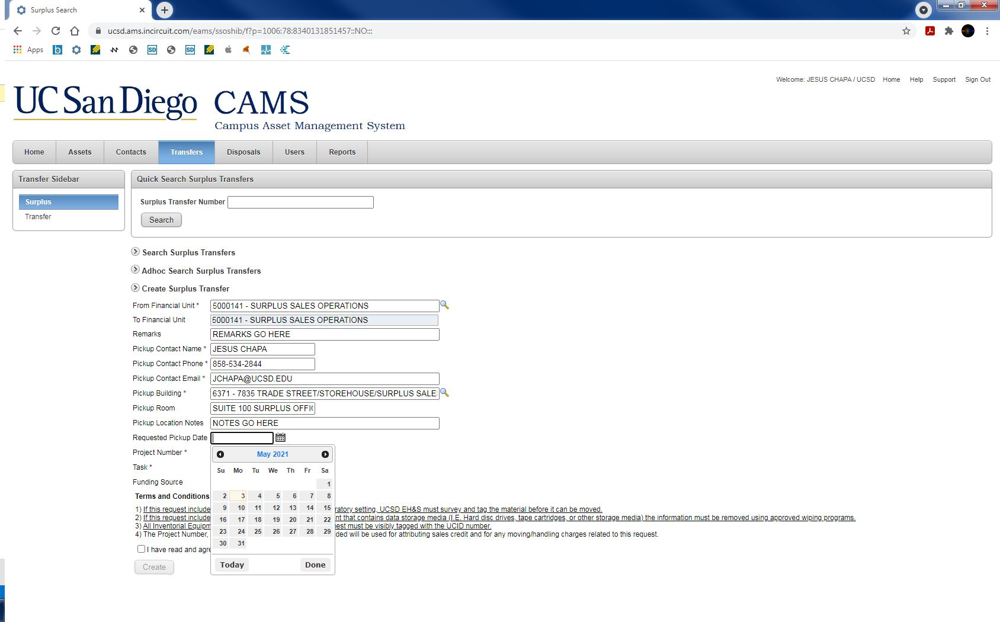 Surplus Search
ucsd.ams.incircuit.com/eams/ssoshib/f?p=1006:78:8340131851457::NO:::
Apps b SD SD
Welcome: JESUS CHAPA / UCSD Home Help Support Sign Out
UC San Diego CAMS
Campus Asset Management System
Home Assets Contacts Transfers Disposals Users Reports
Transfer Sidebar
Surplus
Transfer
Quick Search Surplus Transfers
Surplus Transfer Number
Search
Search Surplus Transfers
Adhoc Search Surplus Transfers
Create Surplus Transfer
From Financial Unit * 5000141 - SURPLUS SALES OPERATIONS
To Financial Unit 5000141 - SURPLUS SALES OPERATIONS
Remarks REMARKS GO HERE
Pickup Contact Name * JESUS CHAPA
Pickup Contact Phone * 858-534-2844
Pickup Contact Email * JCHAPA@UCSD.EDU
Pickup Building * 6371 - 7835 TRADE STREET/STOREHOUSE/SURPLUS SALE
Pickup Room SUITE 100 SURPLUS OFFI
Pickup Location Notes NOTES GO HERE
Requested Pickup Date
Project Number *
Task *
Funding Source
May 2021
Su Mo Tu We Th Fr Sa
1
2 3 4 5 6 7 8
9 10 11 12 13 14 15
16 17 18 19 20 21 22
23 24 25 26 27 28 29
30 31
Today Done
Terms and Conditions
1) If this request include ratory setting, UCSD EH&S must survey and tag the material before it can be moved.
2) If this request include nt that contains data storage media (I.E. Hard disc drives, tape cartridges, or other storage media) the information must be removed using approved wiping programs.
3) All Inventorial Equipm uest must be visibly tagged with the UCID number.
4) The Project Number, ded will be used for attributing sales credit and for any moving/handling charges related to this request.
I have read and agre
Create